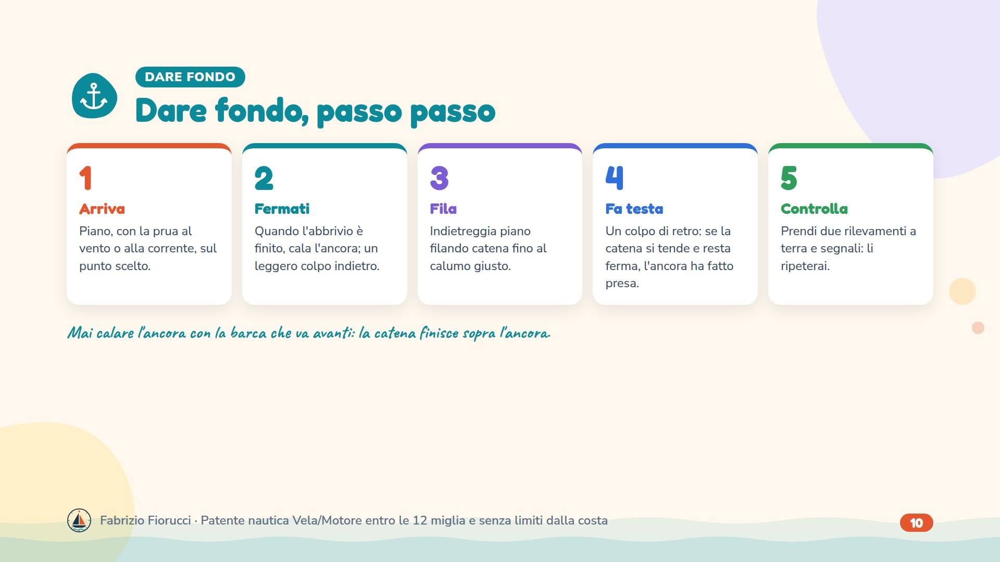 DARE FONDO
Dare fondo, passo passo
1
Arriva
Piano, con la prua al
vento o alla corrente, sul
punto scelto.
2
Fermati
Quando l'abbrivio è
finito, cala l'ancora; un
leggero colpo indietro.
3
Fila
Indietreggia piano
filando catena fino al
calumo giusto.
4
Fa testa
Un colpo di retro: se la
catena si tende e resta
ferma, l'ancora ha fatto
presa.
5
Controlla
Prendi due rilevamenti a
terra e segnali: li
ripeterai.
Mai calare l'ancora con la barca che va avanti: la catena finisce sopra l'ancora.
Fabrizio Fiorucci · Patente nautica Vela/Motore entro le 12 miglia e senza limiti dalla costa
10